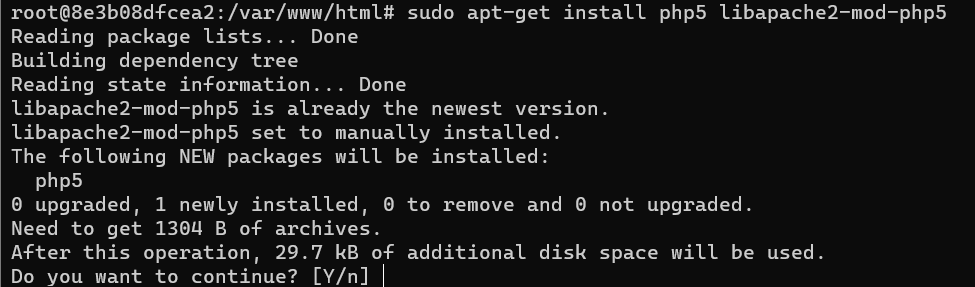 root@8e3b08dfcea2:/var/www/html# sudo apt-get install php5 libapache2-mod-php5
Reading package lists... Done
Building dependency tree
Reading state information... Done
libapache2-mod-php5 is already the newest version.
libapache2-mod-php5 set to manually installed.
The following NEW packages will be installed:
  php5
0 upgraded, 1 newly installed, 0 to remove and 0 not upgraded.
Need to get 1304 B of archives.
After this operation, 29.7 kB of additional disk space will be used.
Do you want to continue? [Y/n]